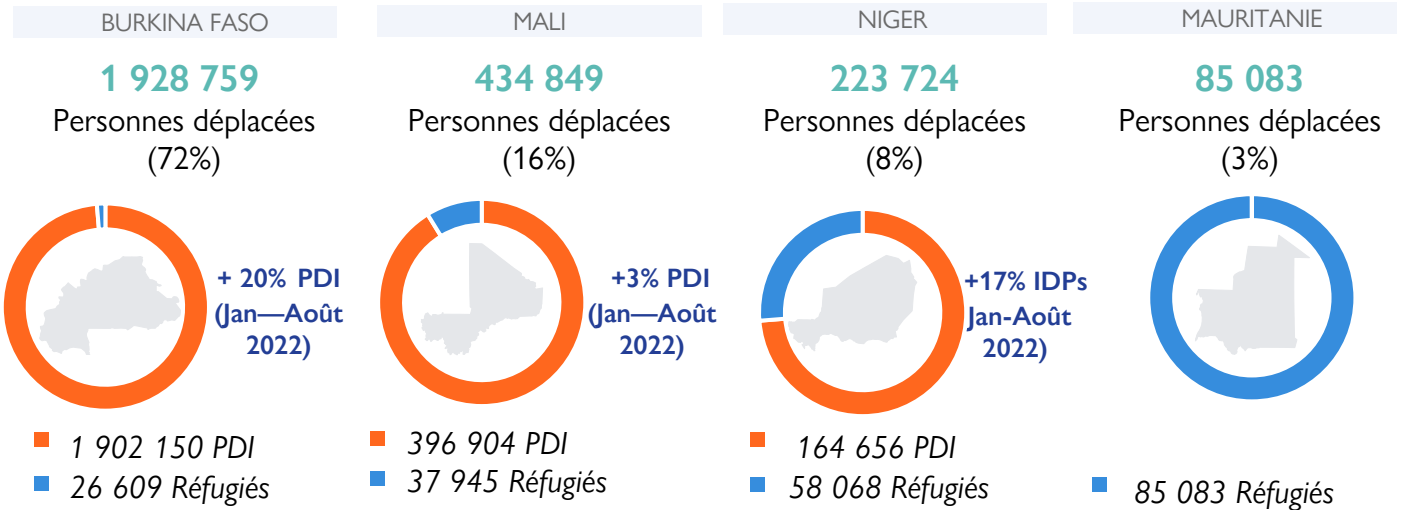 BURKINA FASO
1 928 759
Personnes déplacées
(72%)
+ 20% PDI
(Jan—Août
2022)
1 902 150 PDI
26 609 Réfugiés
MALI
434 849
Personnes déplacées
(16%)
+3% PDI
(Jan—Août
2022)
396 904 PDI
37 945 Réfugiés
NIGER
223 724
Personnes déplacées
(8%)
+17% IDPs
Jan-Août
2022)
164 656 PDI
58 068 Réfugiés
MAURITANIE
85 083
Personnes déplacées
(3%)
85 083 Réfugiés